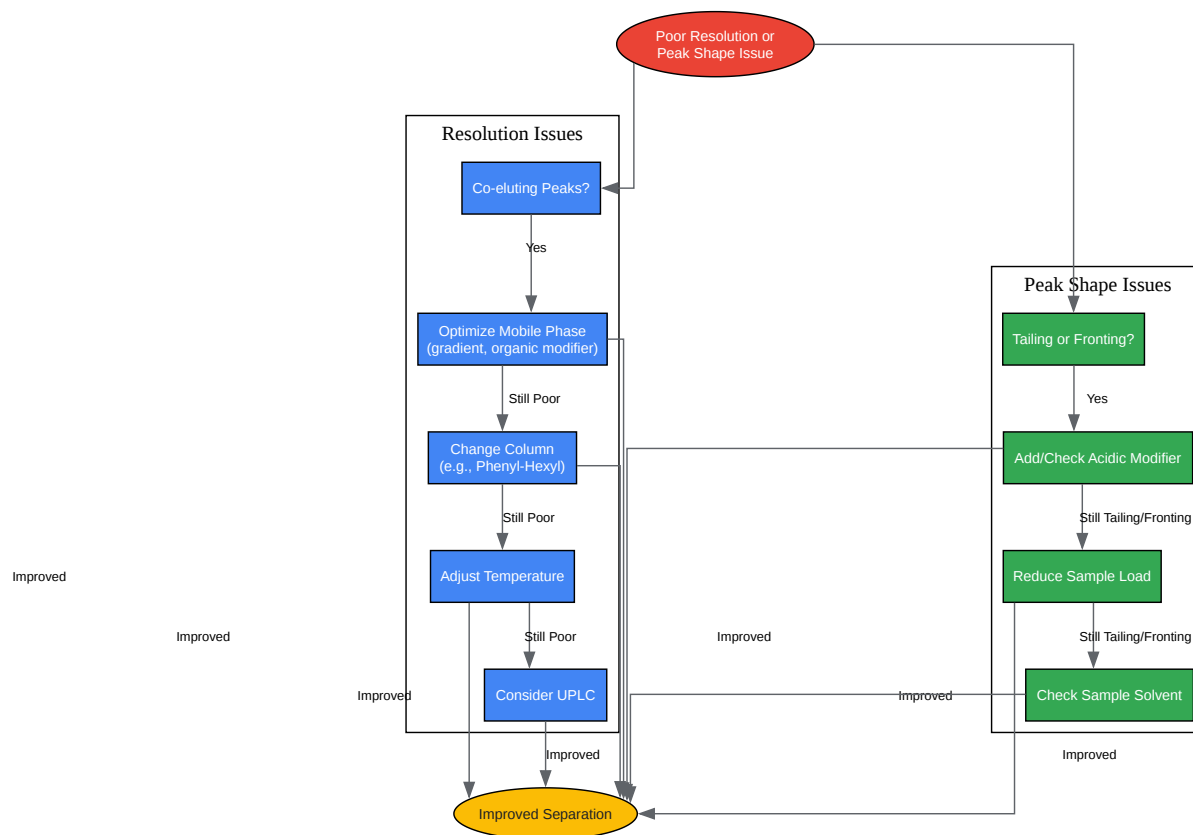 Poor Resolution or
Peak Shape Issue
Resolution Issues
Co-eluting Peaks?
Yes
Peak Shape Issues
Optimize Mobile Phase
(gradient, organic modifier)
Tailing or Fronting?
Still Poor
Yes
Change Column
(e.g., Phenyl-Hexyl)
Add/Check Acidic Modifier
Still Poor
Still Tailing/Fronting
Improved
Adjust Temperature
Reduce Sample Load
Improved
Still Poor
Improved
Still Tailing/Fronting
Improved
Consider UPLC
Improved
Check Sample Solvent
Improved
Improved
Improved Separation